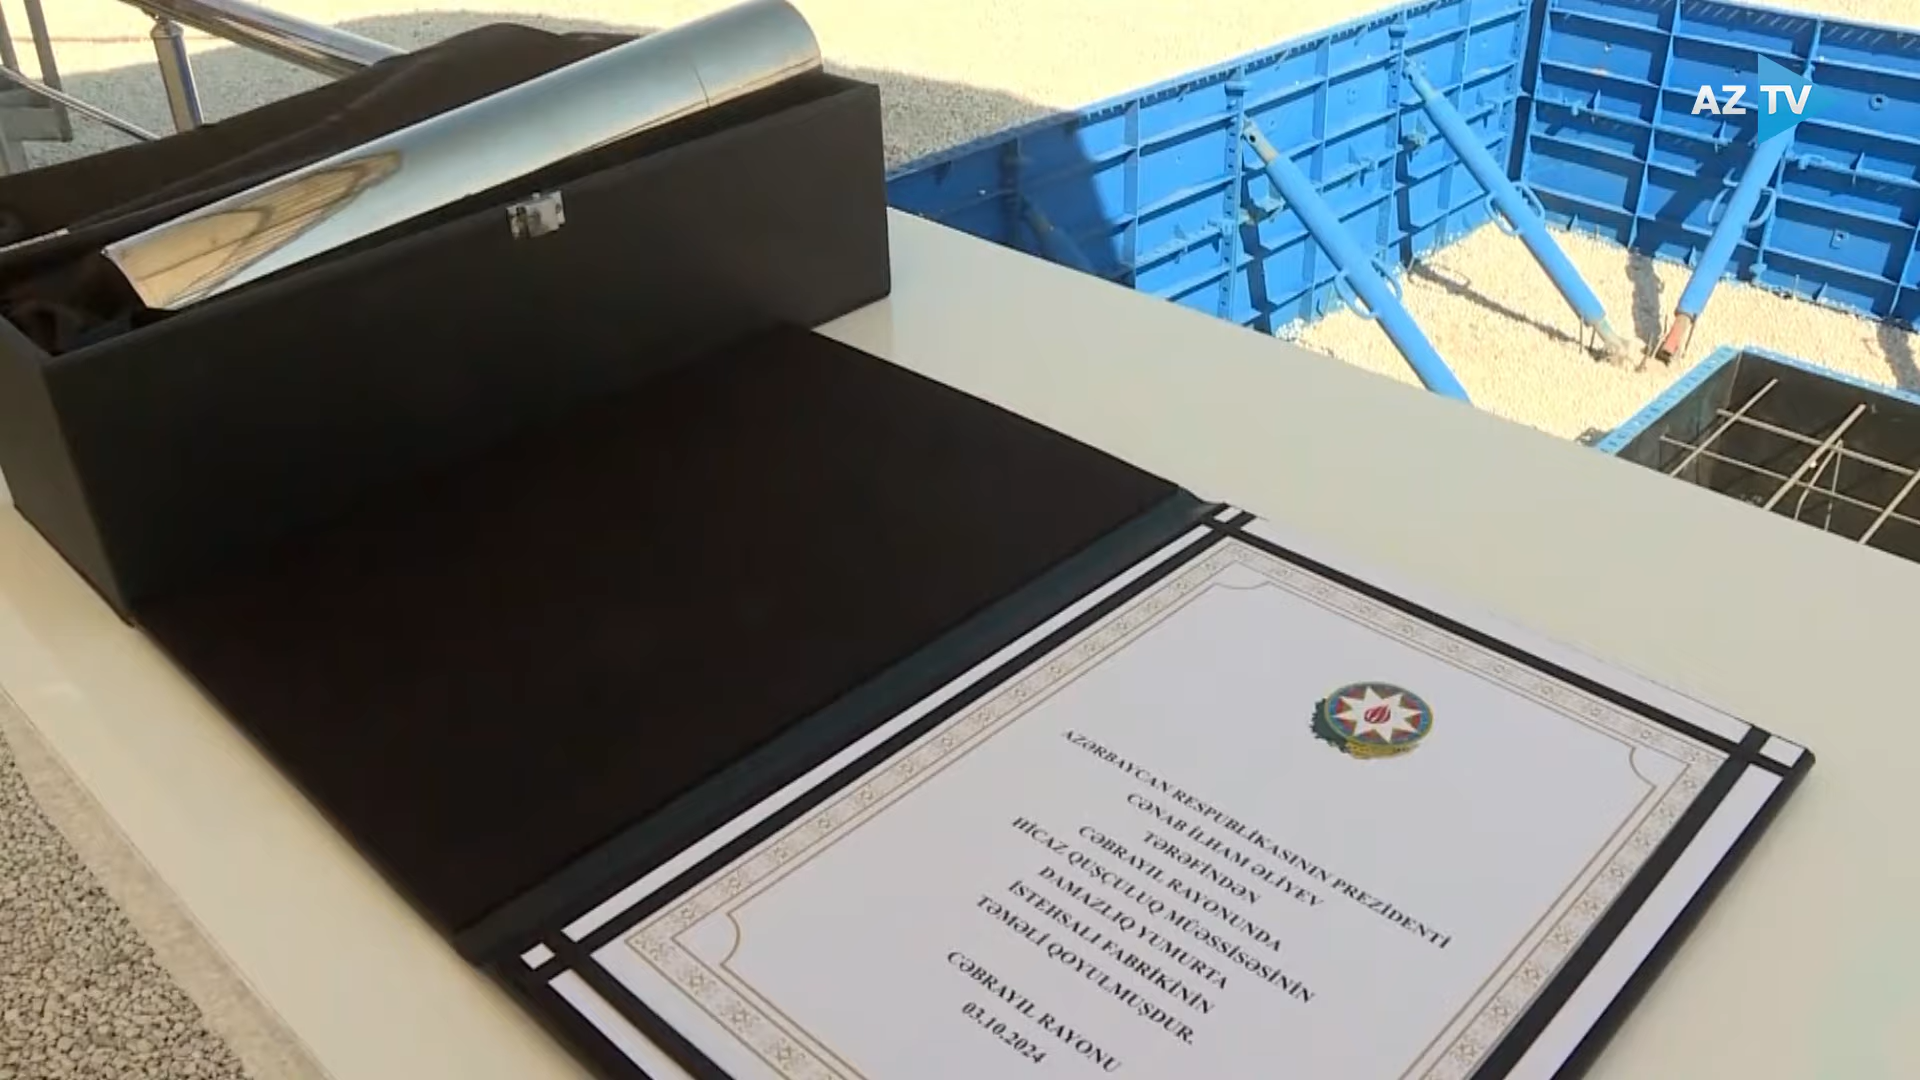 AZ TV
AZƏRBAYCAN RESPUBLİKASININ PREZİDENTİ
CƏNAB İLHAM ƏLİYEV
TƏRƏFİNDƏN
CƏBRAYIL RAYONUNDA
HİCAZ QUŞÇULUQ MÜƏSSİSƏSİNİN
DAMAZLIQ YUMURTA
İSTEHSALI FABRİKİNİN
TƏMƏLİ QOYULMUŞDUR.
CƏBRAYIL RAYONU
03.10.2024